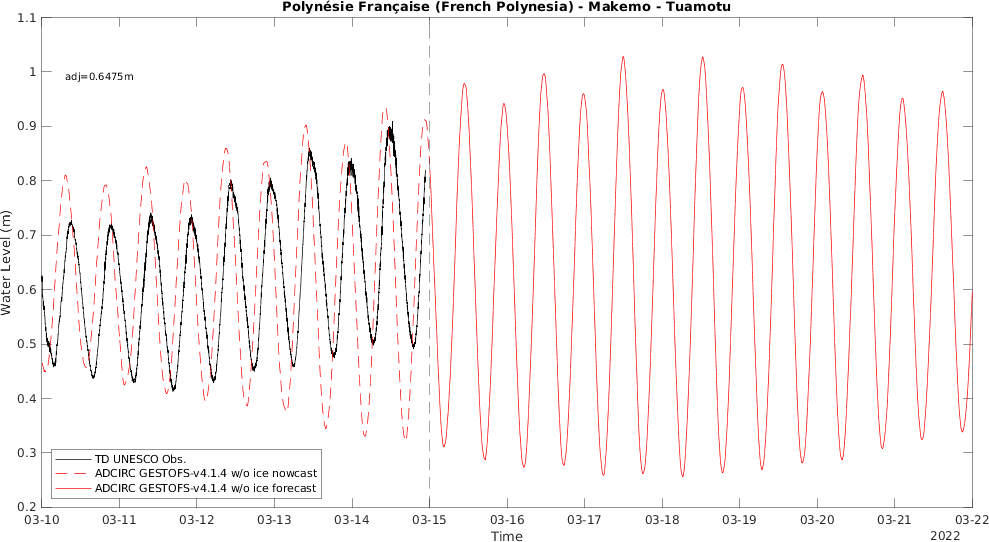 Polynésie Française (French Polynesia) - Makemo - Tuamotu
1.1
1
0.9
0.8
0.7
0.6
0.5
0.4
0.3
0.2
Water Level (m)
adj=0.6475m
TD UNESCO Obs.
ADCIRC GESTOFS-v4.1.4 w/o ice nowcast
ADCIRC GESTOFS-v4.1.4 w/o ice forecast
03-10 03-11 03-12 03-13 03-14 03-15 03-16 03-17 03-18 03-19 03-20 03-21 03-22
Time
2022